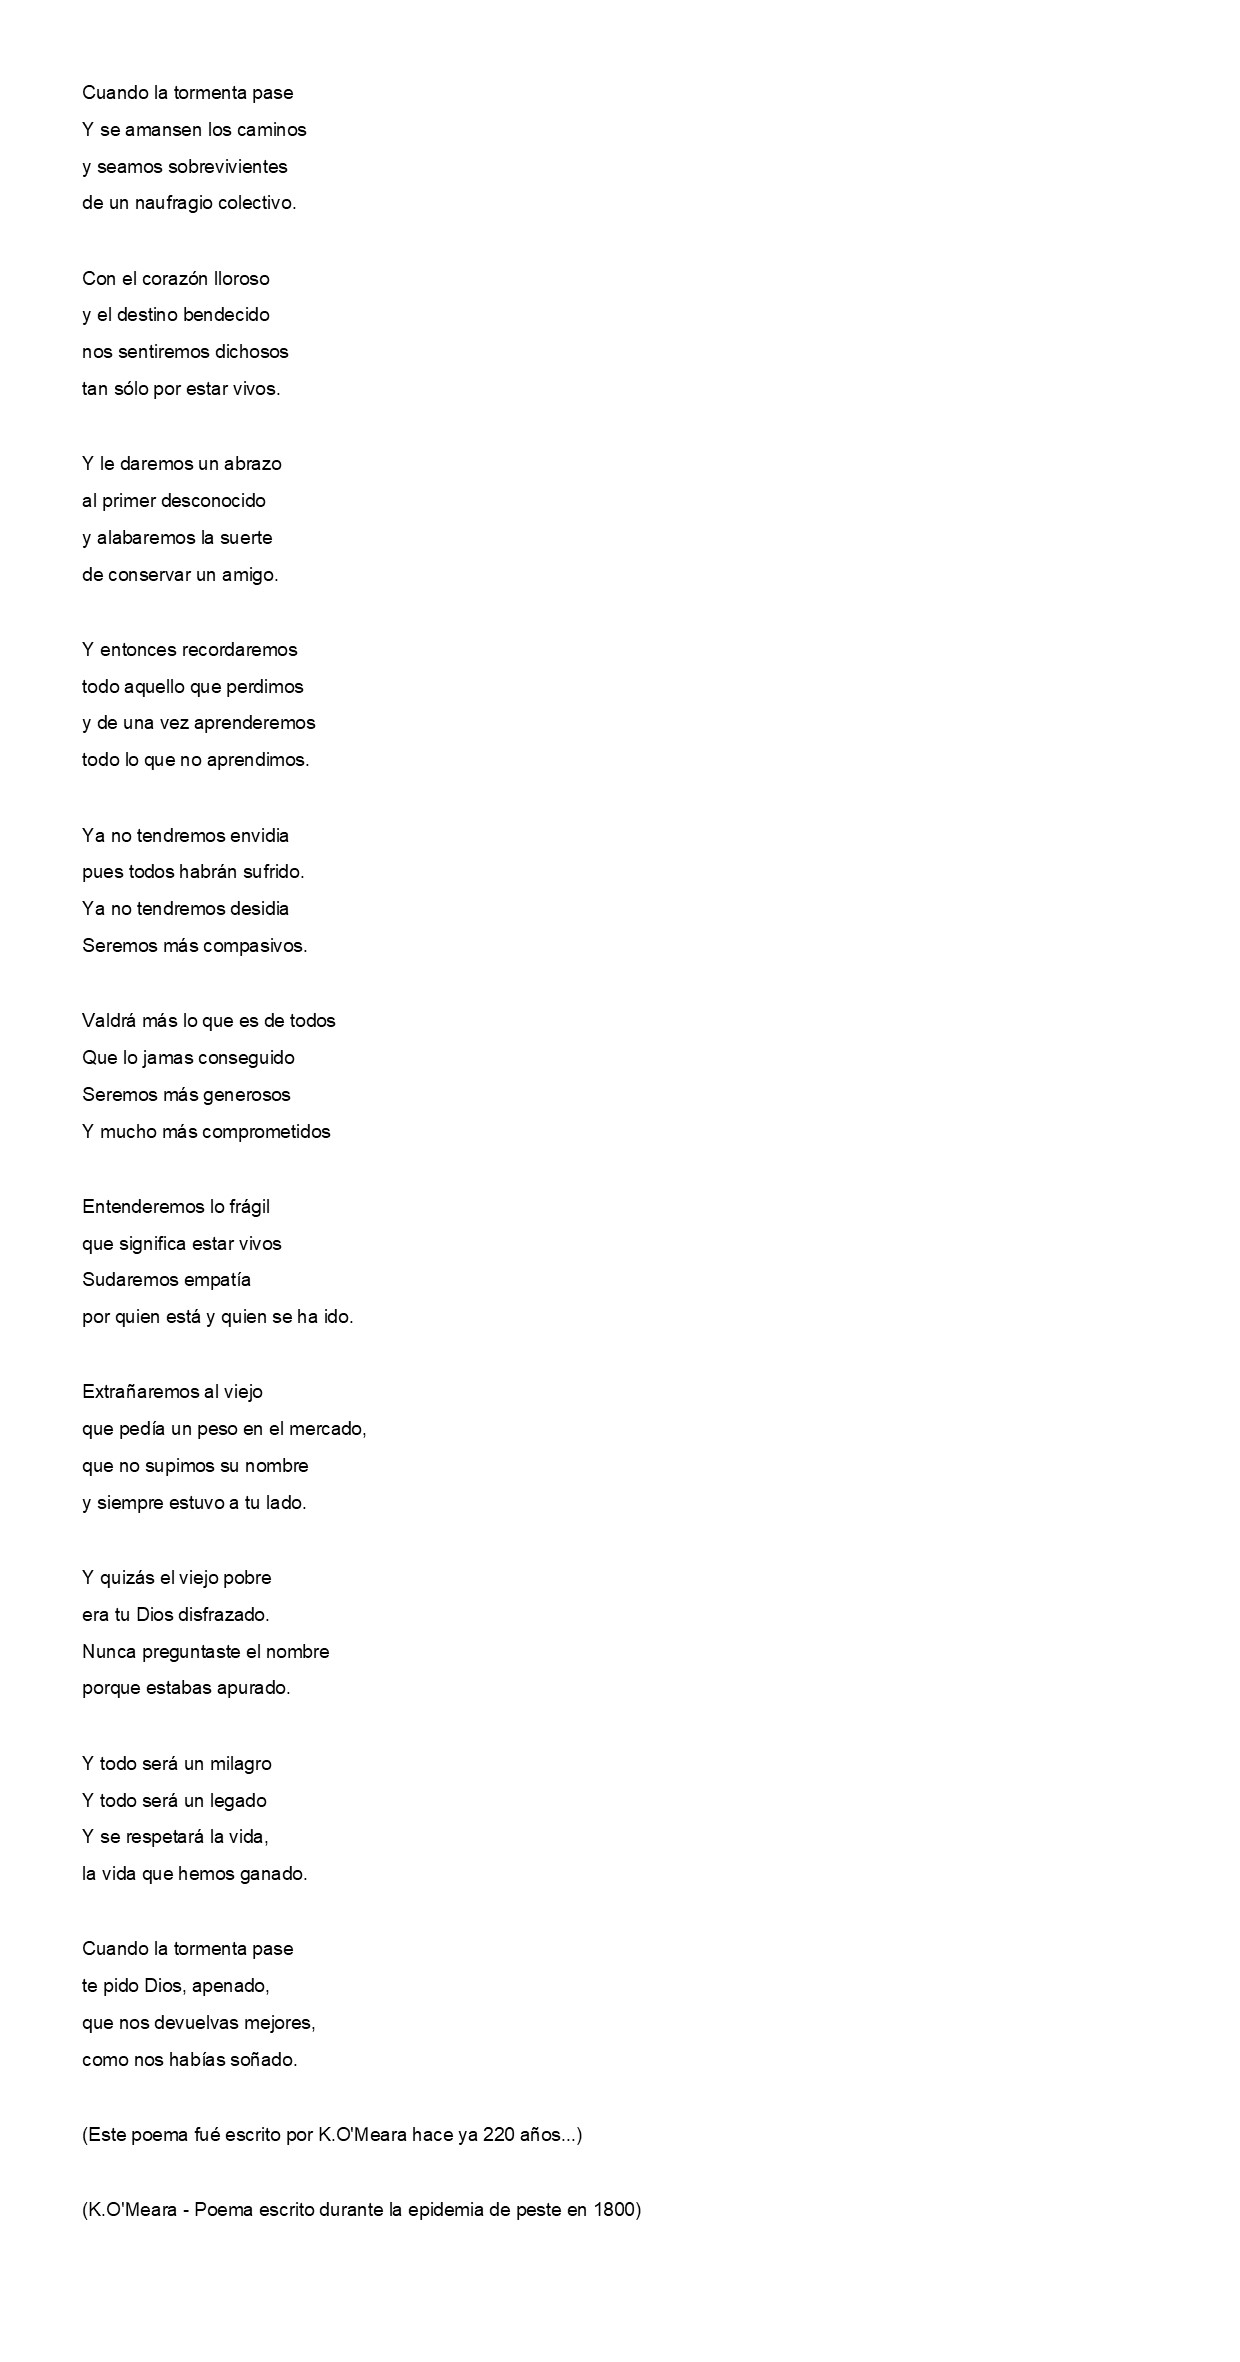 Cuando la tormenta pase
Y se amansen los caminos
y seamos sobrevivientes
de un naufragio colectivo.

Con el corazón lloroso
y el destino bendecido
nos sentiremos dichosos
tan sólo por estar vivos.

Y le daremos un abrazo
al primer desconocido
y alabaremos la suerte
de conservar un amigo.

Y entonces recordaremos
todo aquello que perdimos
y de una vez aprenderemos
todo lo que no aprendimos.

Ya no tendremos envidia
pues todos habrán sufrido.
Ya no tendremos desidia
Seremos más compasivos.

Valdrá más lo que es de todos
Que lo jamas conseguido
Seremos más generosos
Y mucho más comprometidos

Entenderemos lo frágil
que significa estar vivos
Sudaremos empatía
por quien está y quien se ha ido.

Extrañaremos al viejo
que pedía un peso en el mercado,
que no supimos su nombre
y siempre estuvo a tu lado.

Y quizás el viejo pobre
era tu Dios disfrazado.
Nunca preguntaste el nombre
porque estabas apurado.

Y todo será un milagro
Y todo será un legado
Y se respetará la vida,
la vida que hemos ganado.

Cuando la tormenta pase
te pido Dios, apenado,
que nos devuelvas mejores,
como nos habías soñado.

(Este poema fué escrito por K.O'Meara hace ya 220 años...)

(K.O'Meara - Poema escrito durante la epidemia de peste en 1800)